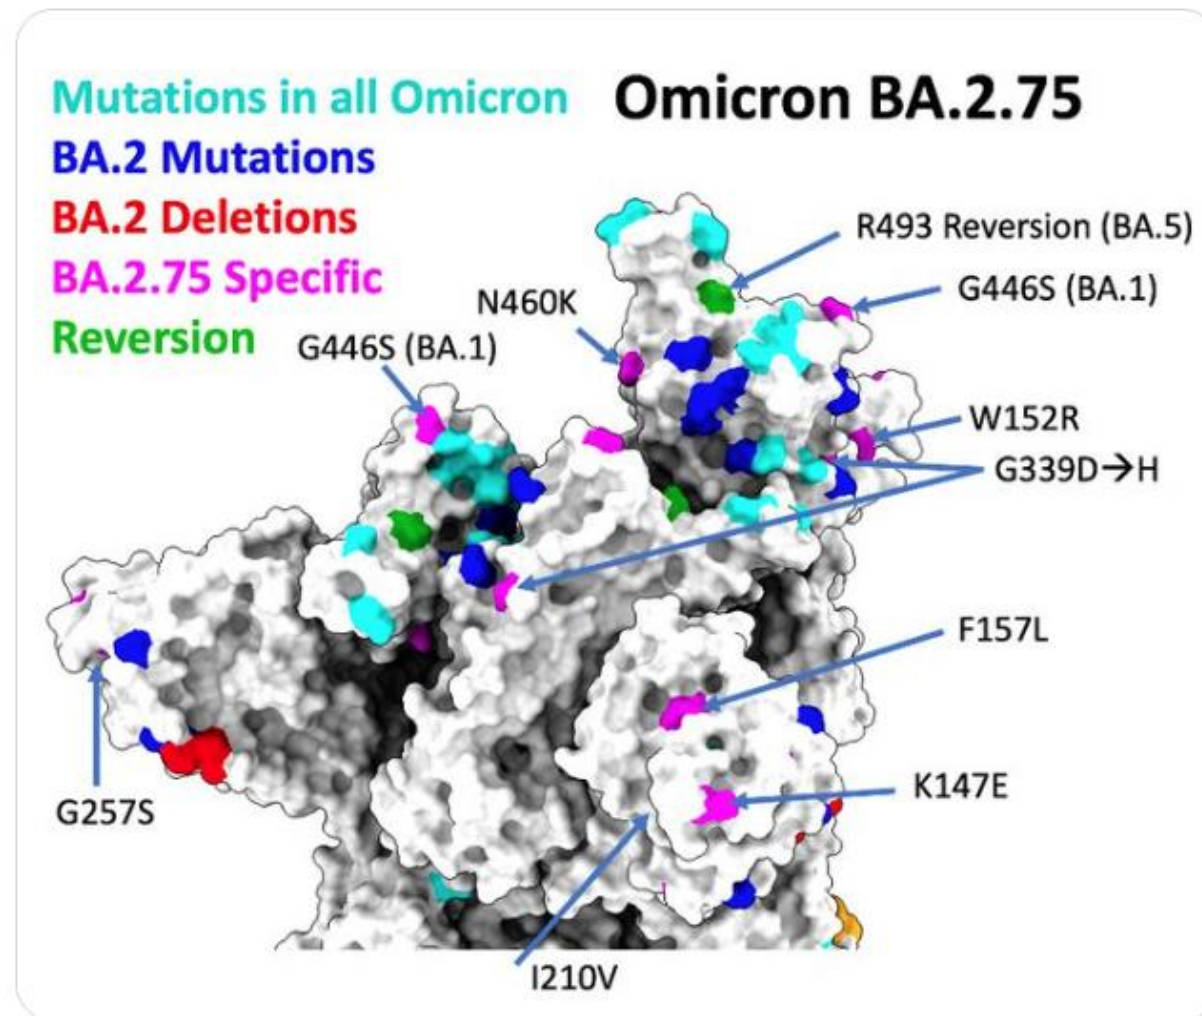 Mutations in all Omicron
Omicron BA.2.75
BA.2 Mutations
BA.2 Deletions
BA.2.75 Specific
Reversion
R493 Reversion (BA.5)
G446S (BA.1)
N460K
G446S (BA.1)
W152R
G339D→H
F157L
K147E
G257S
I210V